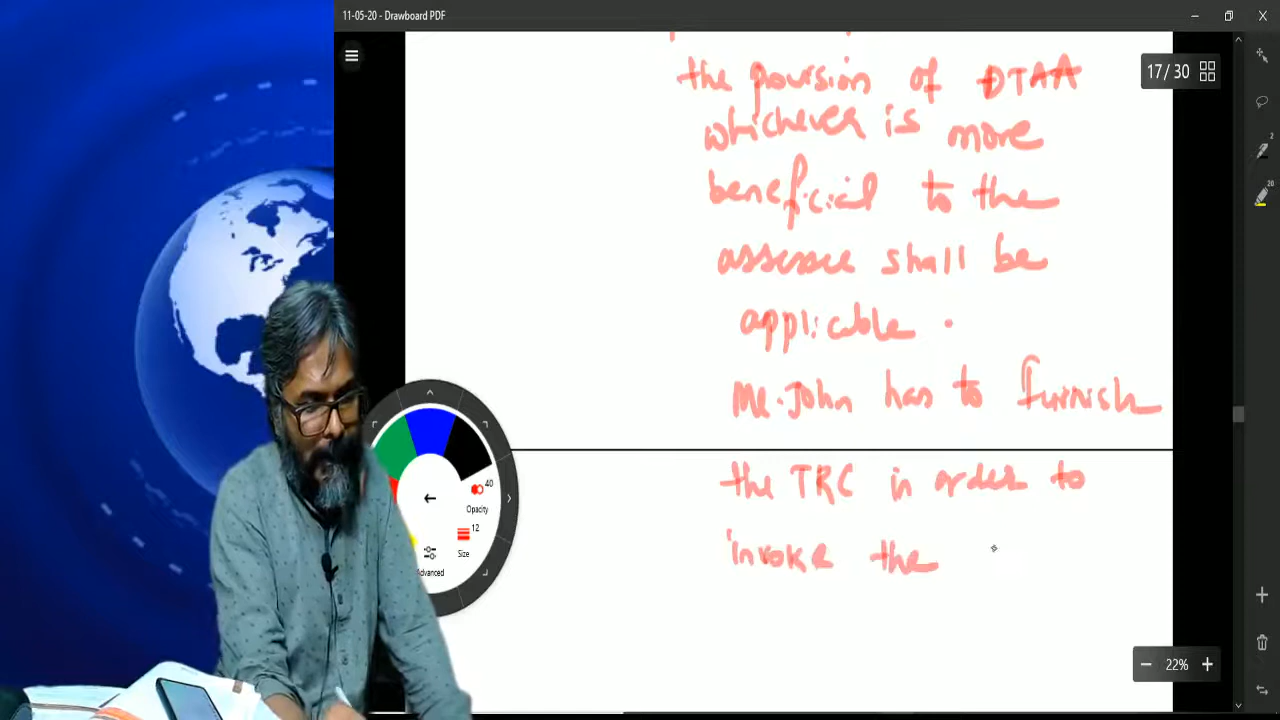 11-05-20 - Drawboard PDF
17/30
the provision of DTAA
whichever is more
beneficial to the
assessee shall be
applicable.
Mr. John has to furnish
the TRC in order to
invoke the
40
Opacity
12
Size
Advanced
2
20
22%